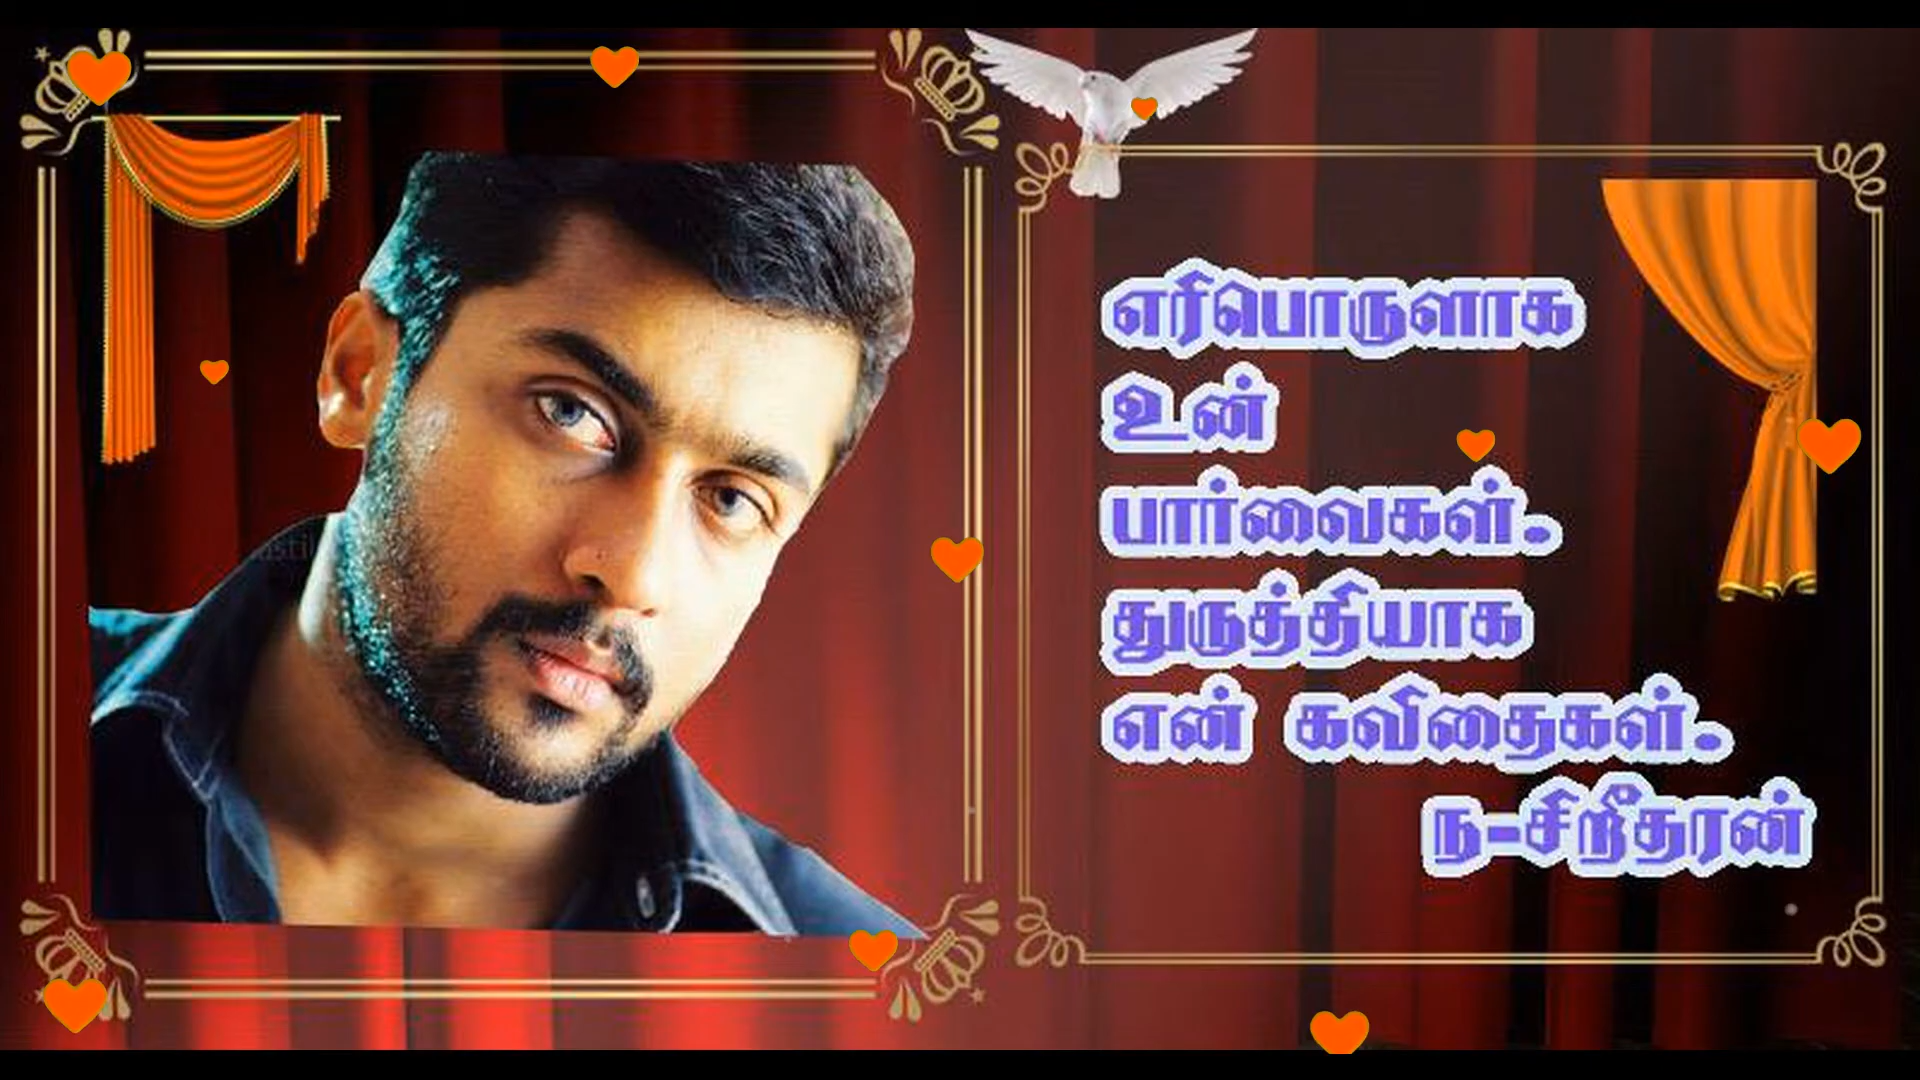 எரிபொருளாக
உன்
பார்வைகள்.
துருத்தியாக
என் கவிதைகள்.
ந-சிறீதரன்